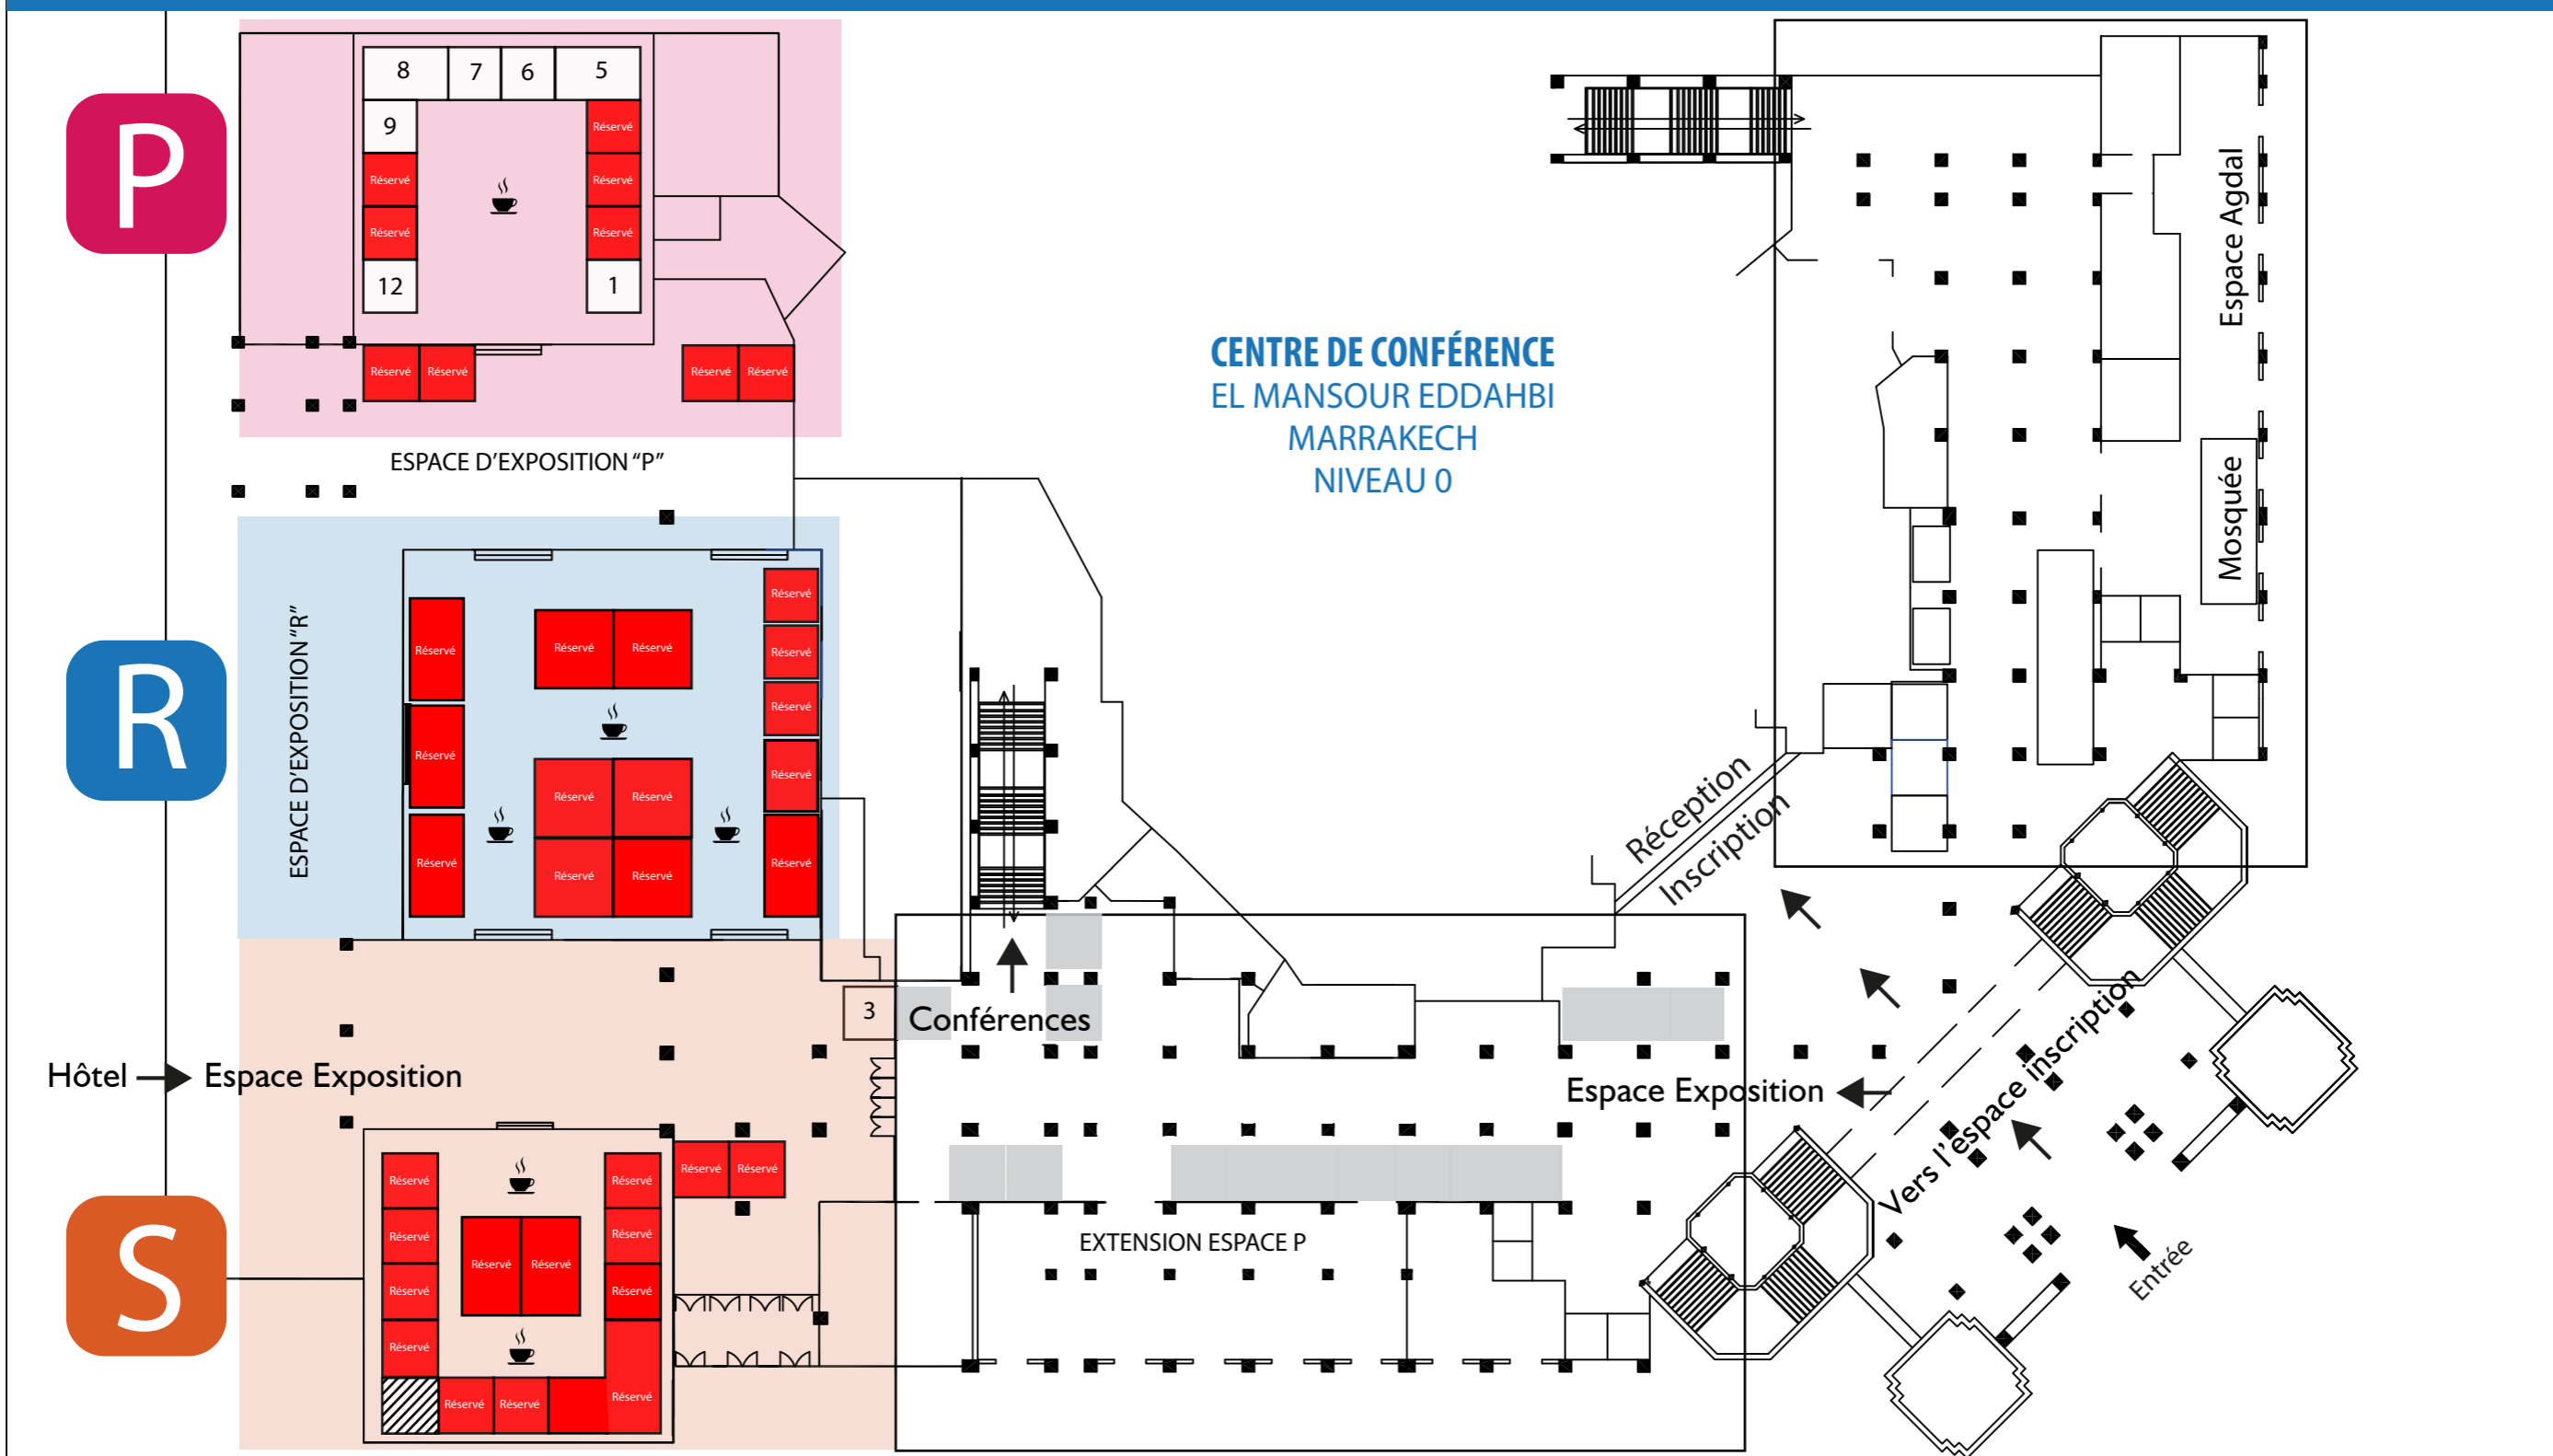 P
8 7 6 5
9 Réservé
Réservé Réservé
Réservé Réservé
12 1
Réservé Réservé Réservé Réservé
ESPACE D'EXPOSITION “P”
CENTRE DE CONFÉRENCE
EL MANSOUR EDDAHBI
MARRAKECH
NIVEAU 0
Espace Agdal
Mosquée
R
ESPACE D'EXPOSITION “R”
Réservé
Réservé Réservé Réservé
Réservé
Réservé
Réservé Réservé
Réservé Réservé
Réservé
Réservé Réservé Réservé Réservé
Réception
Inscription
3
Conférences
Hôtel
Espace Exposition
Espace Exposition
Vers l'espace inscription
Entrée
S
Réservé Réservé
Réservé Réservé
Réservé Réservé
Réservé Réservé
Réservé Réservé
Réservé
Réservé Réservé Réservé
EXTENSION ESPACE P